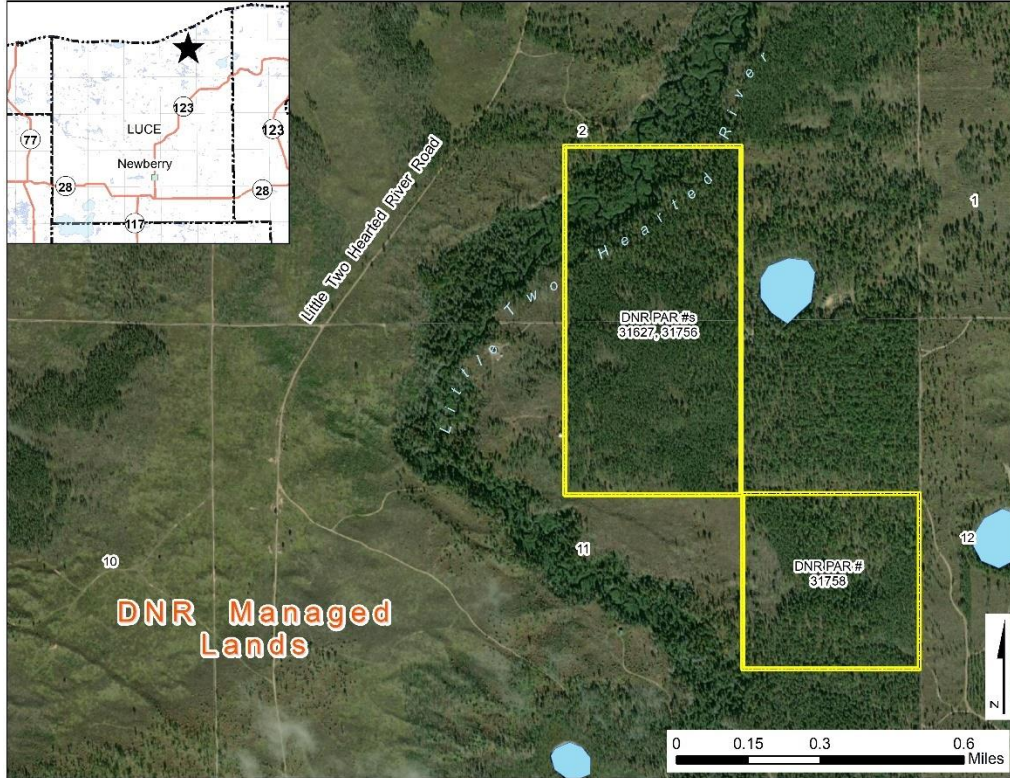 123
77
LUCE
123
Newberry
28
28
117
2
Little Two Hearted River Road
Little Two Hearted River
1
DNR PAR #s
31627, 31756
10
11
12
DNR PAR #
31758
DNR Managed
Lands
N
0 0.15 0.3 0.6
Miles